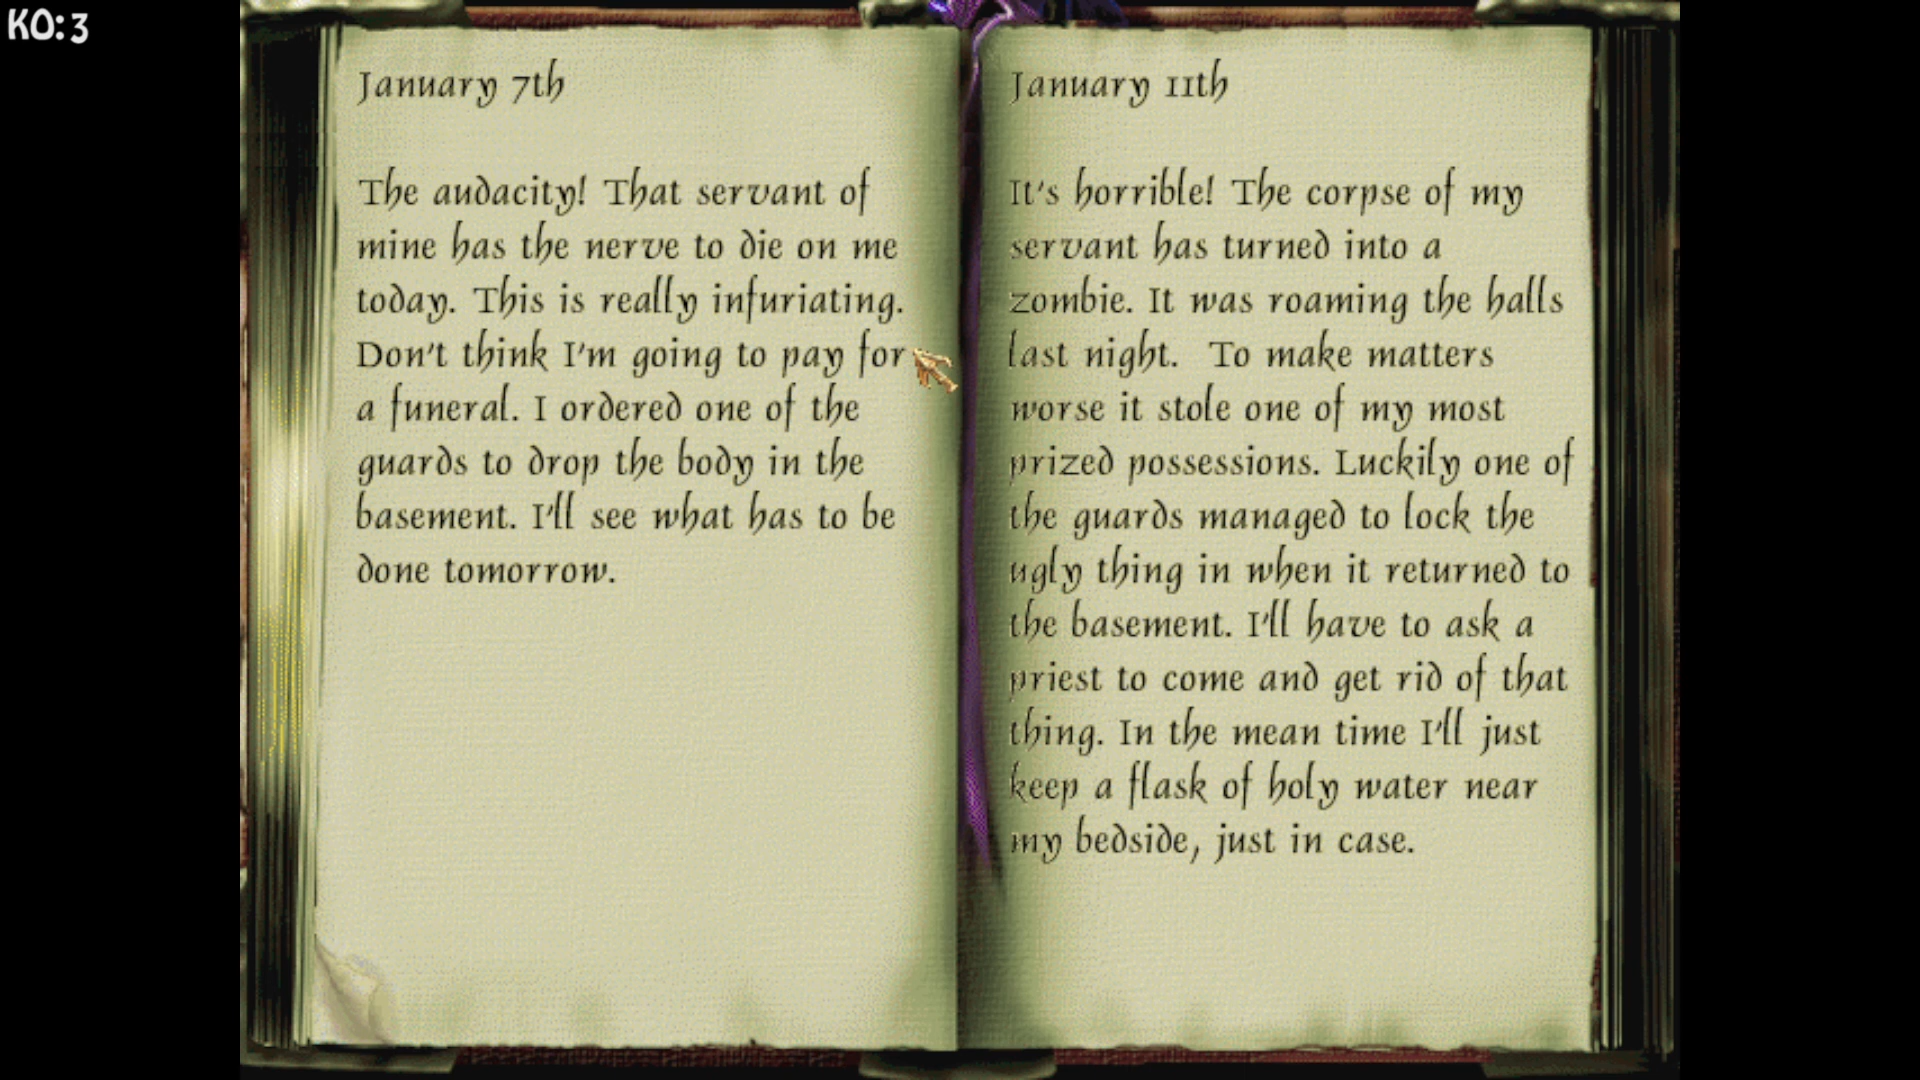 KO: 3
January 7th
The audacity! That servant of
mine has the nerve to die on me
today. This is really infuriating.
Don't think I'm going to pay for
a funeral. I ordered one of the
guards to drop the body in the
basement. I'll see what has to be
done tomorrow.
January 11th
It's horrible! The corpse of my
servant has turned into a
zombie. It was roaming the halls
last night.  To make matters
worse it stole one of my most
prized possessions. Luckily one of
the guards managed to lock the
ugly thing in when it returned to
the basement. I'll have to ask a
priest to come and get rid of that
thing. In the mean time I'll just
keep a flask of holy water near
my bedside, just in case.